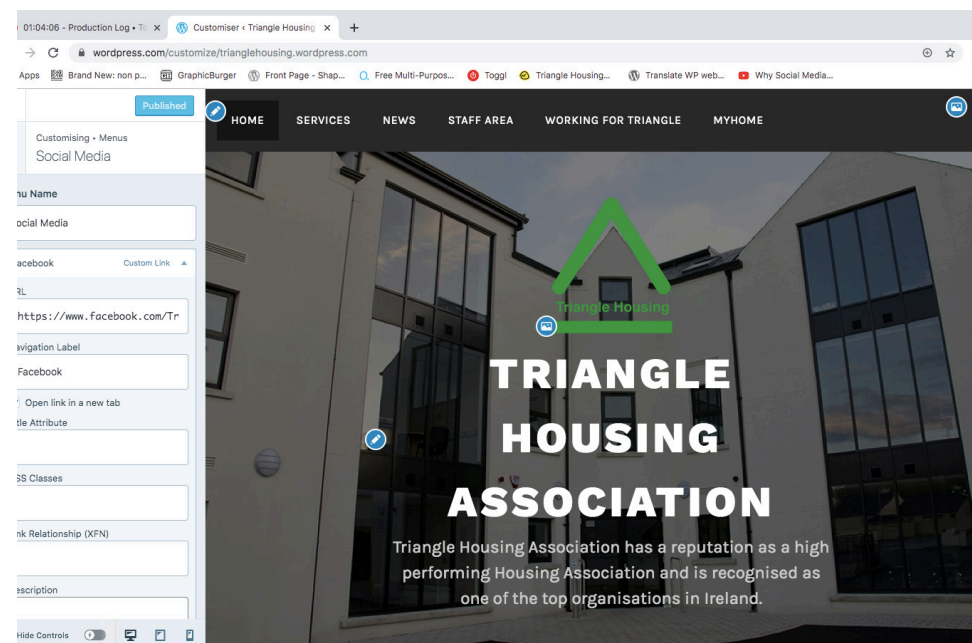 01:04:06 - Production Log • To
Customiser ‹ Triangle Housing
wordpress.com/customize/trianglehousing.wordpress.com
Apps Brand New: non p... GraphicBurger Front Page - Shap... Free Multi-Purpos... Toggl Triangle Housing... Translate WP web... Why Social Media...
Published
HOME SERVICES NEWS STAFF AREA WORKING FOR TRIANGLE MYHOME
Customising ▸ Menus
Social Media
nu Name
ocial Media
acebook Custom Link
RL
https://www.facebook.com/Tr
avigation Label
Facebook
Open link in a new tab
tle Attribute
SS Classes
nk Relationship (XFN)
escription
Hide Controls
Triangle Housing
TRIANGLE
HOUSING
ASSOCIATION
Triangle Housing Association has a reputation as a high
performing Housing Association and is recognised as
one of the top organisations in Ireland.